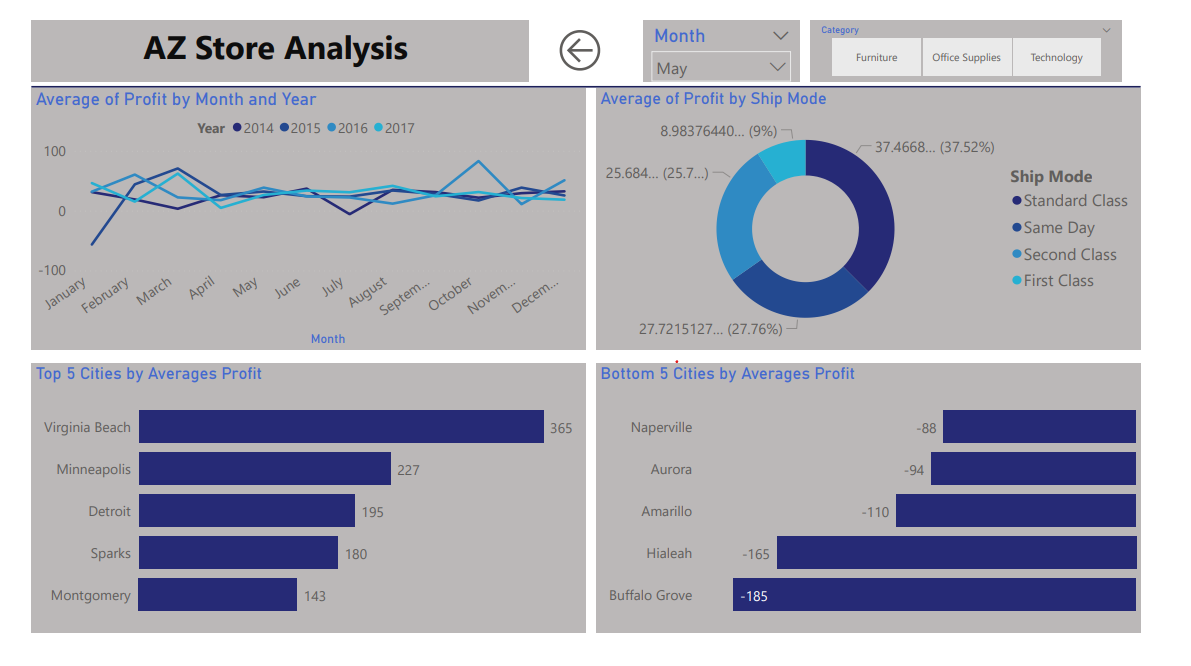 AZ Store Analysis
Month
May
Category
Furniture
Office Supplies
Technology
Average of Profit by Month and Year
Year 2014 2015 2016 2017
100
0
-100
January
February
March
April
May
June
July
August
Septem...
October
Novem...
Decem...
Month
Average of Profit by Ship Mode
8.98376440... (9%)
37.4668... (37.52%)
25.684... (25.7...)
27.7215127... (27.76%)
Ship Mode
Standard Class
Same Day
Second Class
First Class
Top 5 Cities by Averages Profit
Virginia Beach 365
Minneapolis 227
Detroit 195
Sparks 180
Montgomery 143
Bottom 5 Cities by Averages Profit
Naperville -88
Aurora -94
Amarillo -110
Hialeah -165
Buffalo Grove -185